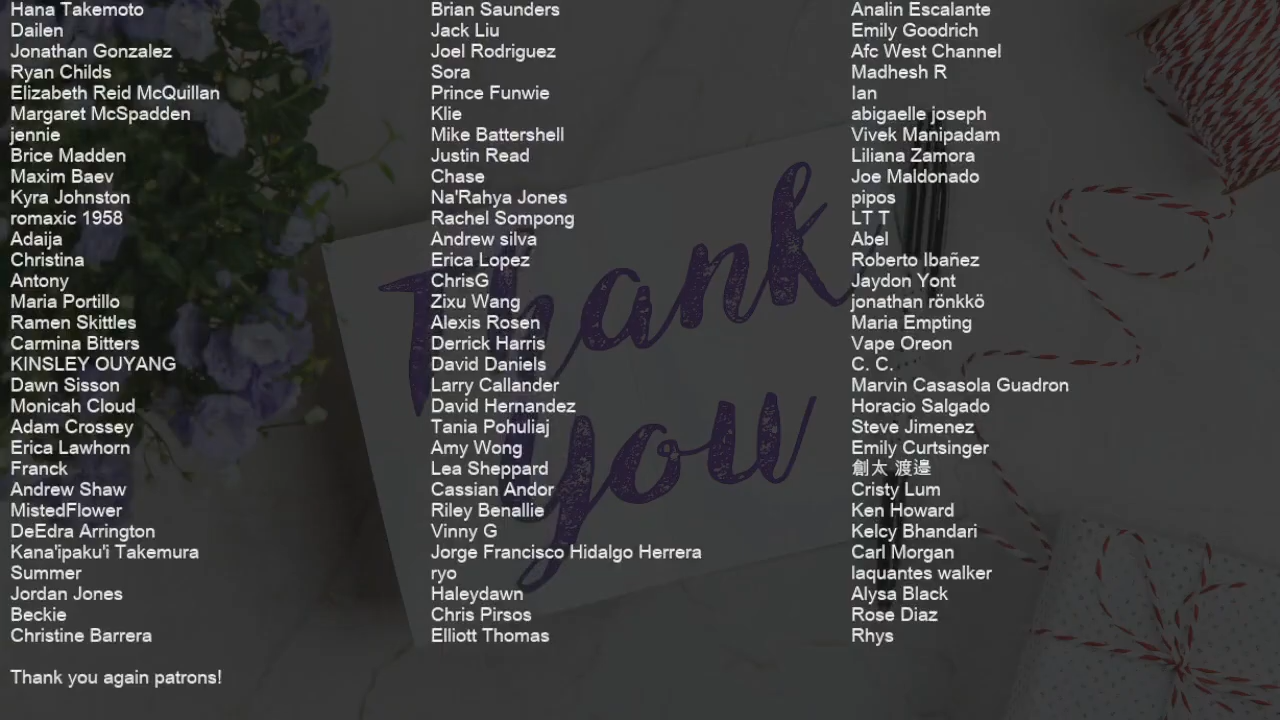 Hana Takemoto
Dailen
Jonathan Gonzalez
Ryan Childs
Elizabeth Reid McQuillan
Margaret McSpadden
jennie
Brice Madden
Maxim Baev
Kyra Johnston
romaxic 1958
Adaija
Christina
Antony
Maria Portillo
Ramen Skittles
Carmina Bitters
KINSLEY OUYANG
Dawn Sisson
Monicah Cloud
Adam Crossey
Erica Lawhorn
Franck
Andrew Shaw
MistedFlower
DeEdra Arrington
Kana'ipaku'i Takemura
Summer
Jordan Jones
Beckie
Christine Barrera
Thank you again patrons!
Brian Saunders
Jack Liu
Joel Rodriguez
Sora
Prince Funwie
Klie
Mike Battershell
Justin Read
Chase
Na'Rahya Jones
Rachel Sompong
Andrew silva
Erica Lopez
ChrisG
Zixu Wang
Alexis Rosen
Derrick Harris
David Daniels
Larry Callander
David Hernandez
Tania Pohuliaj
Amy Wong
Lea Sheppard
Cassian Andor
Riley Benallie
Vinny G
Jorge Francisco Hidalgo Herrera
ryo
Haleydawn
Chris Pirsos
Elliott Thomas
Analin Escalante
Emily Goodrich
Afc West Channel
Madhesh R
Ian
abigaelle joseph
Vivek Manipadam
Liliana Zamora
Joe Maldonado
pipos
LT T
Abel
Roberto Ibañez
Jaydon Yont
jonathan rönkkö
Maria Empting
Vape Oreon
C. C.
Marvin Casasola Guadron
Horacio Salgado
Steve Jimenez
Emily Curtsinger
創太 渡邉
Cristy Lum
Ken Howard
Kelcy Bhandari
Carl Morgan
laquantes walker
Alysa Black
Rose Diaz
Rhys
Thank
you